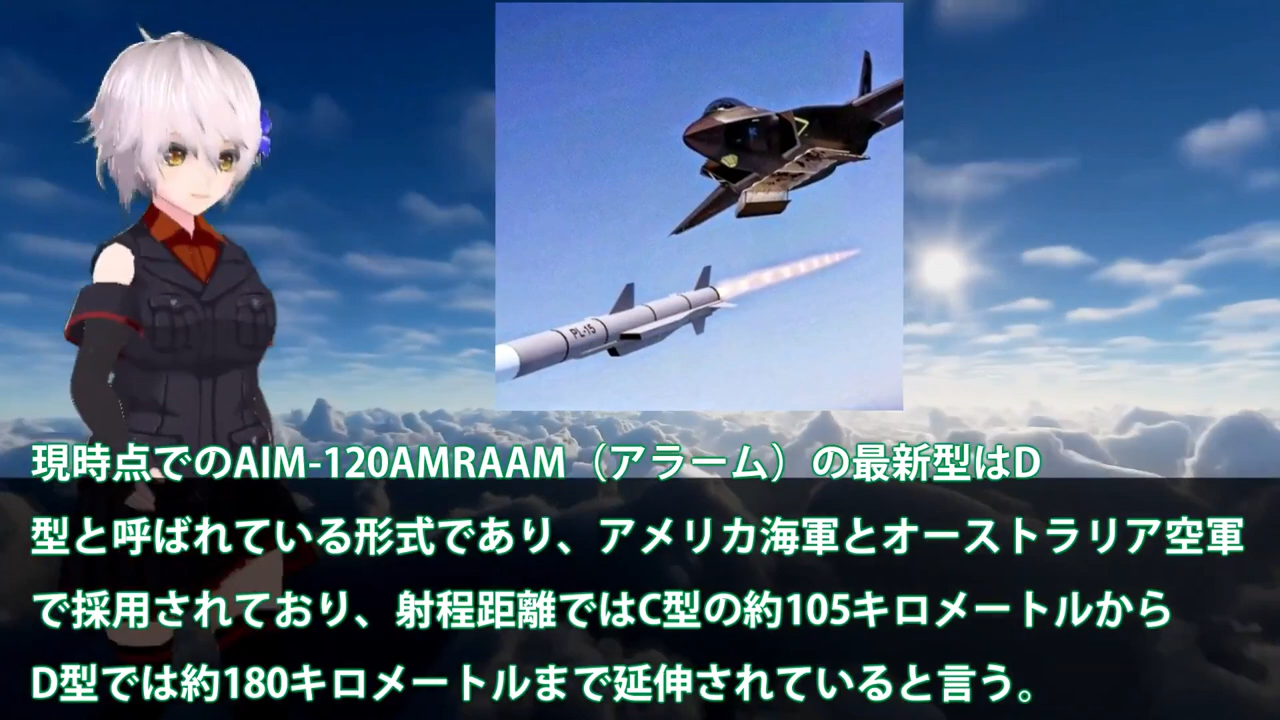 PL-15
現時点でのAIM-120AMRAAM（アラーム）の最新型はD
型と呼ばれている形式であり、アメリカ海軍とオーストラリア空軍
で採用されており、射程距離ではC型の約105キロメートルから
D型では約180キロメートルまで延伸されていると言う。